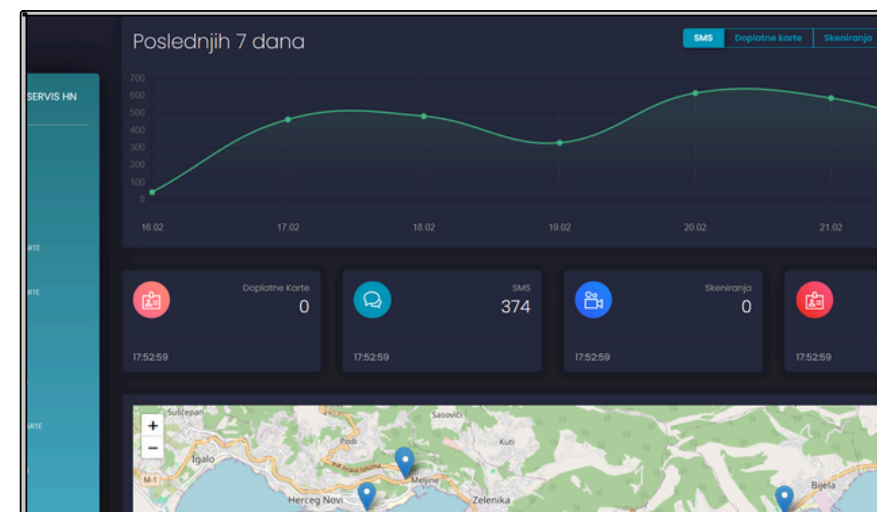 Poslednjih 7 dana
SMS Doplatne karte Skeniranja
SERVIS HN
700
600
500
400
300
200
100
0
16.02 17.02 18.02 19.02 20.02 21.02
ARTE
ARTE
ARTE
Doplatne Karte
0
17:52:59
SMS
374
17:52:59
Skeniranja
0
17:52:59
17:52:59
+
−
Sušćepan
Sasovići
Podi
Kuti
Igalo
M-1
Meljine
Herceg Novi
Zelenika
Bijela